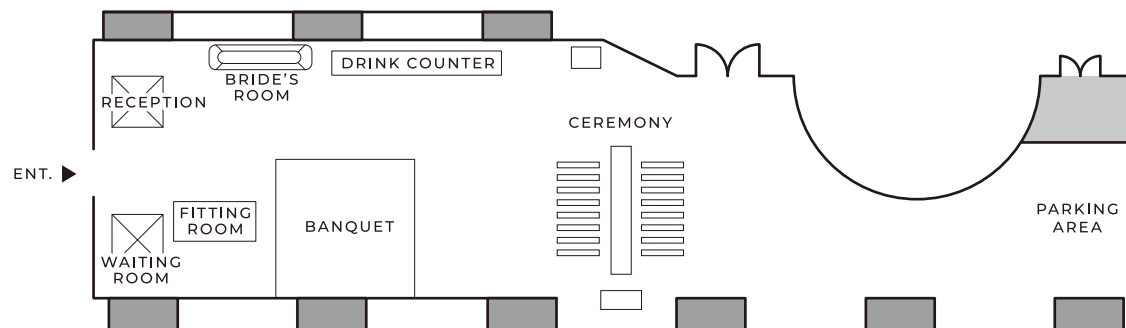 DRINK COUNTER
BRIDE'S
ROOM
RECEPTION
CEREMONY
ENT.
FITTING
ROOM
BANQUET
PARKING
AREA
WAITING
ROOM